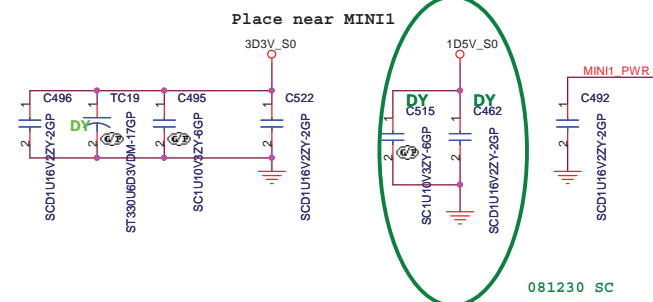 Place near MINI1
3D3V_S0
1D5V_S0
MINI1_PWR
C496
TC19
C495
C522
DY
DY
C515
C462
C492
DY
G/P
G/P
G/P
1
2
1
2
1
2
1
2
1
2
1
2
1
2
SCD1U16V2ZY-2GP
ST330U6D3VDM-17GP
SC1U10V3ZY-6GP
SCD1U16V2ZY-2GP
SC1U10V3ZY-6GP
SCD1U16V2ZY-2GP
SCD1U16V2ZY-2GP
081230 SC